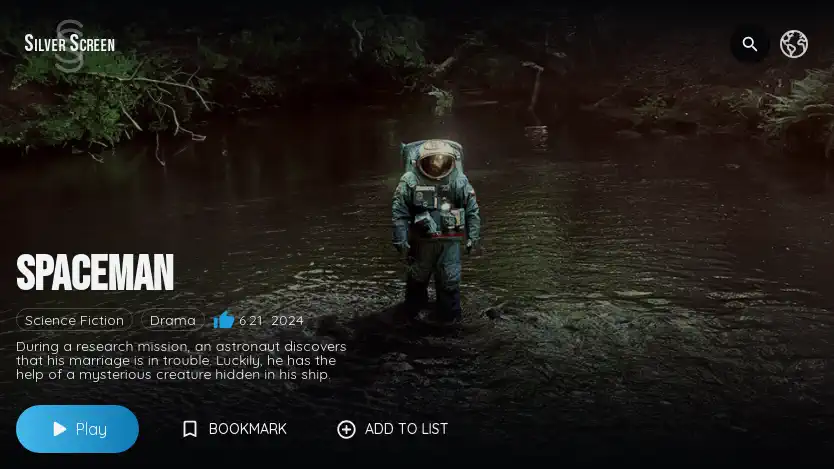 Silver Screen
SPACEMAN
Science Fiction Drama 6.21 2024
During a research mission, an astronaut discovers
that his marriage is in trouble. Luckily, he has the
help of a mysterious creature hidden in his ship.
Play BOOKMARK ADD TO LIST